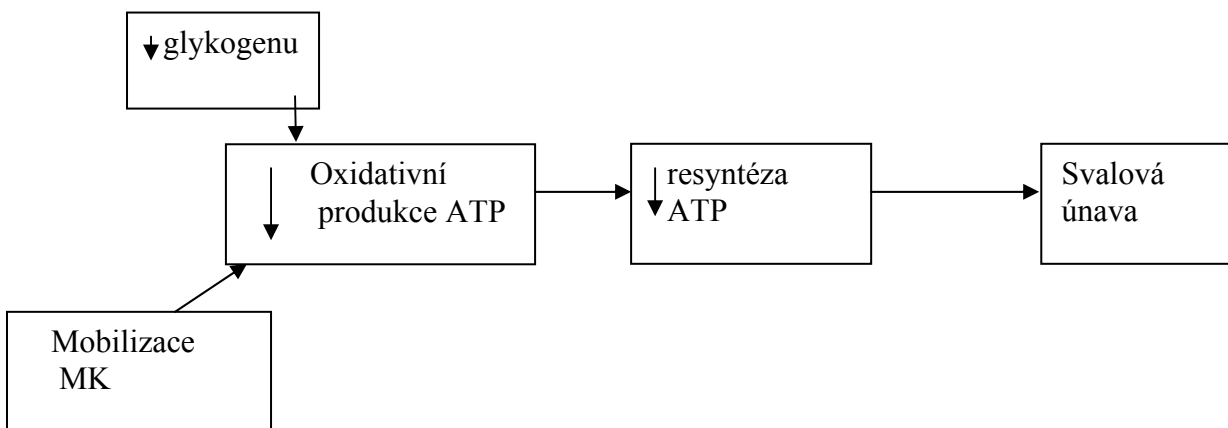 glykogenu
Oxidativní
produkce ATP
resyntéza
ATP
Svalová
únava
Mobilizace
MK